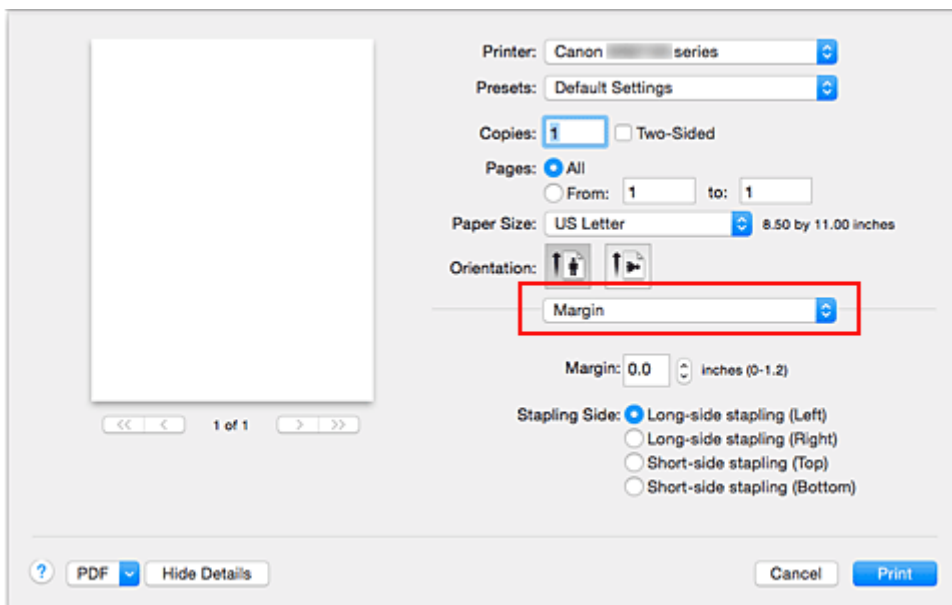 Printer: Canon series
Presets: Default Settings
Copies: 1 Two-Sided
Pages: All
From: 1 to: 1
Paper Size: US Letter 8.50 by 11.00 inches
Orientation:
Margin
Margin: 0.0 inches (0-1.2)
Stapling Side: Long-side stapling (Left)
Long-side stapling (Right)
Short-side stapling (Top)
Short-side stapling (Bottom)
<< < 1 of 1 > >>
? PDF Hide Details Cancel Print